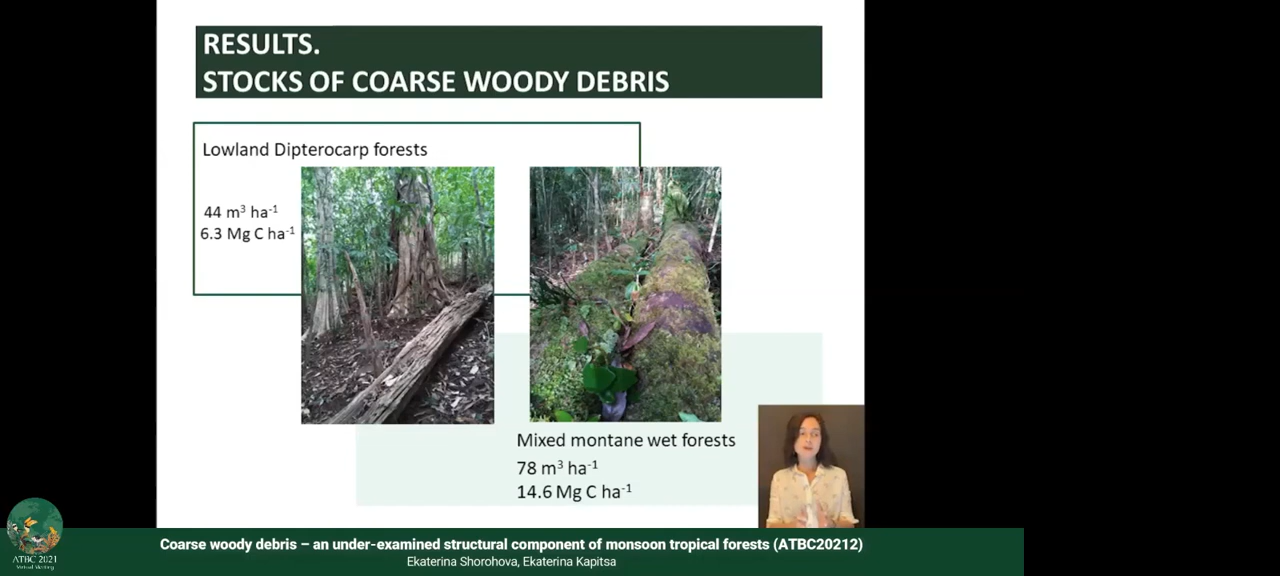 RESULTS.
STOCKS OF COARSE WOODY DEBRIS
Lowland Dipterocarp forests
44 m³ ha⁻¹
6.3 Mg C ha⁻¹
Mixed montane wet forests
78 m³ ha⁻¹
14.6 Mg C ha⁻¹
ATBC 2021
Virtual Meeting
Coarse woody debris – an under-examined structural component of monsoon tropical forests (ATBC20212)
Ekaterina Shorohova, Ekaterina Kapitsa